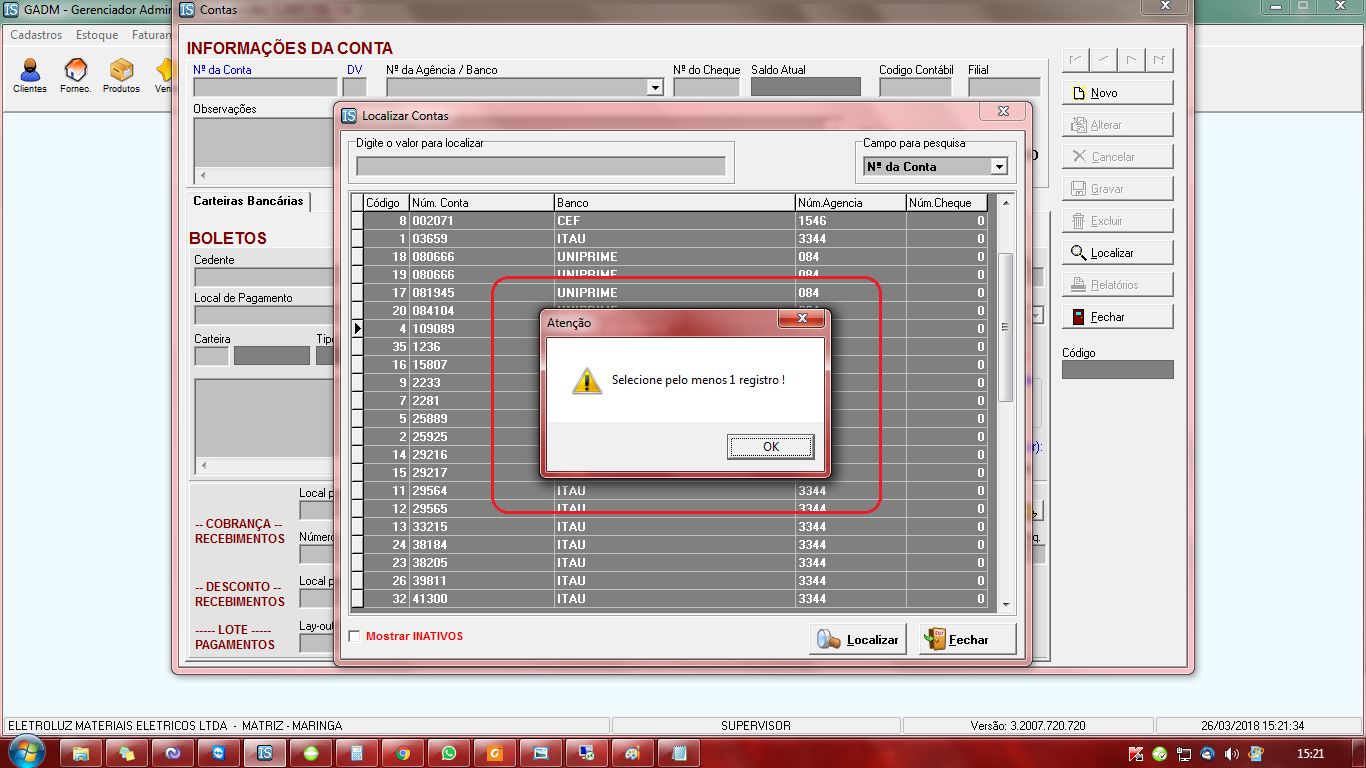 GADM - Gerenciador Admi
Contas
Cadastros Estoque Faturan
Clientes Fornec. Produtos Ven
INFORMAÇÕES DA CONTA
Nº da Conta DV Nº da Agência / Banco Nº do Cheque Saldo Atual Codigo Contábil Filial
Observações
Novo
Alterar
Cancelar
Gravar
Excluir
Localizar
Relatórios
Fechar
Código
Carteiras Bancárias
BOLETOS
Cedente
Local de Pagamento
Carteira Tipo
-- COBRANÇA --
RECEBIMENTOS
Local p
Número
-- DESCONTO --
RECEBIMENTOS
Local p
----- LOTE -----
PAGAMENTOS
Lay-out
r):
q.
Localizar Contas
Digite o valor para localizar
Campo para pesquisa
Nº da Conta
Código Núm. Conta Banco Núm.Agencia Núm.Cheque
8 002071 CEF 1546 0
1 03659 ITAU 3344 0
18 080666 UNIPRIME 084 0
19 080666 UNIPRIME 084 0
17 081945 UNIPRIME 084 0
20 084104 0
4 109089 0
35 1236 0
16 15807 0
9 2233 0
7 2281 0
5 25889 0
2 25925 0
14 29216 0
15 29217 0
11 29564 ITAU 3344 0
12 29565 ITAU 3344 0
13 33215 ITAU 3344 0
24 38184 ITAU 3344 0
23 38205 ITAU 3344 0
26 39811 ITAU 3344 0
32 41300 ITAU 3344 0
Mostrar INATIVOS
Localizar
Fechar
Atenção
Selecione pelo menos 1 registro !
OK
ELETROLUZ MATERIAIS ELETRICOS LTDA - MATRIZ - MARINGA SUPERVISOR Versão: 3.2007.720.720 26/03/2018 15:21:34
15:21